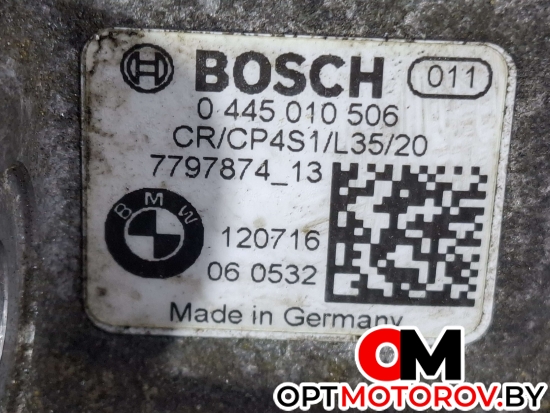 BOSCH 011
0 445 010 506
CR/CP4S1/L35/20
7797874_13
BMW
120716
06 0532
Made in Germany
OM
OPTMOTOROV.BY